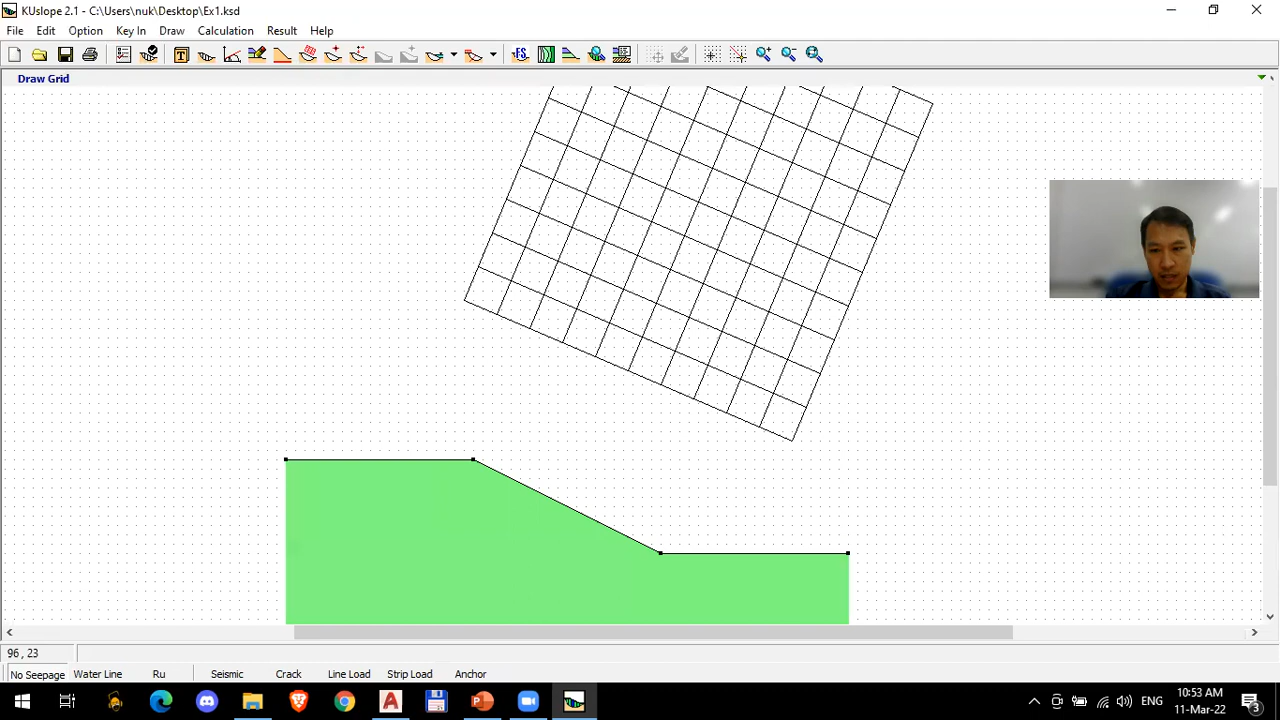 KUslope 2.1 - C:\Users\nuk\Desktop\Ex1.ksd
File Edit Option Key In Draw Calculation Result Help
T FS
Draw Grid
96 , 23
No Seepage Water Line Ru Seismic Crack Line Load Strip Load Anchor
ENG
10:53 AM
11-Mar-22
3